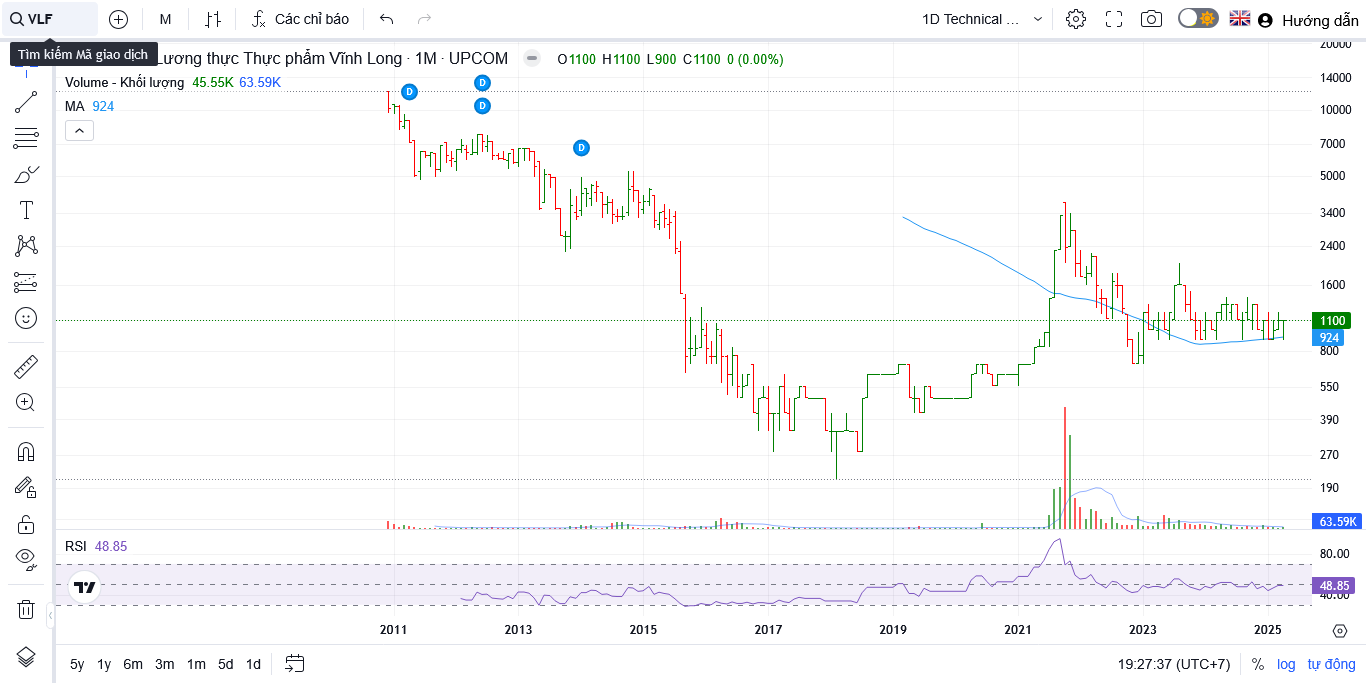 VLF
M
Các chỉ báo
1D Technical ...
Hướng dẫn
Tìm kiếm Mã giao dịch
Lương thực Thực phẩm Vĩnh Long · 1M · UPCOM
O1100 H1100 L900 C1100 0 (0.00%)
Volume - Khối lượng 45.55K 63.59K
MA 924
D
D
D
D
20000
14000
10000
7000
5000
3400
2400
1600
1100
924
800
550
390
270
190
63.59K
RSI 48.85
80.00
48.85
40.00
2011 2013 2015 2017 2019 2021 2023 2025
5y 1y 6m 3m 1m 5d 1d
19:27:37 (UTC+7) % log tự động